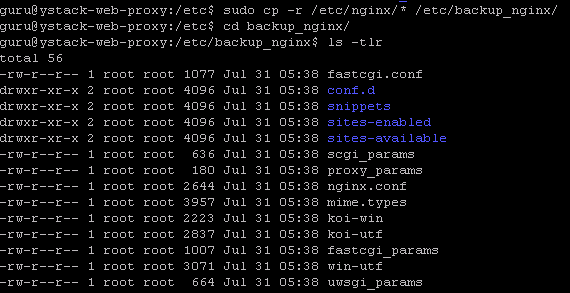 guru@ystack-web-proxy:/etc$ sudo cp -r /etc/nginx/* /etc/backup_nginx/
guru@ystack-web-proxy:/etc$ cd backup_nginx/
guru@ystack-web-proxy:/etc/backup_nginx$ ls -tlr
total 56
-rw-r--r-- 1 root root 1077 Jul 31 05:38 fastcgi.conf
drwxr-xr-x 2 root root 4096 Jul 31 05:38 conf.d
drwxr-xr-x 2 root root 4096 Jul 31 05:38 snippets
drwxr-xr-x 2 root root 4096 Jul 31 05:38 sites-enabled
drwxr-xr-x 2 root root 4096 Jul 31 05:38 sites-available
-rw-r--r-- 1 root root  636 Jul 31 05:38 scgi_params
-rw-r--r-- 1 root root  180 Jul 31 05:38 proxy_params
-rw-r--r-- 1 root root 2644 Jul 31 05:38 nginx.conf
-rw-r--r-- 1 root root 3957 Jul 31 05:38 mime.types
-rw-r--r-- 1 root root 2223 Jul 31 05:38 koi-win
-rw-r--r-- 1 root root 2837 Jul 31 05:38 koi-utf
-rw-r--r-- 1 root root 1007 Jul 31 05:38 fastcgi_params
-rw-r--r-- 1 root root 3071 Jul 31 05:38 win-utf
-rw-r--r-- 1 root root  664 Jul 31 05:38 uwsgi_params